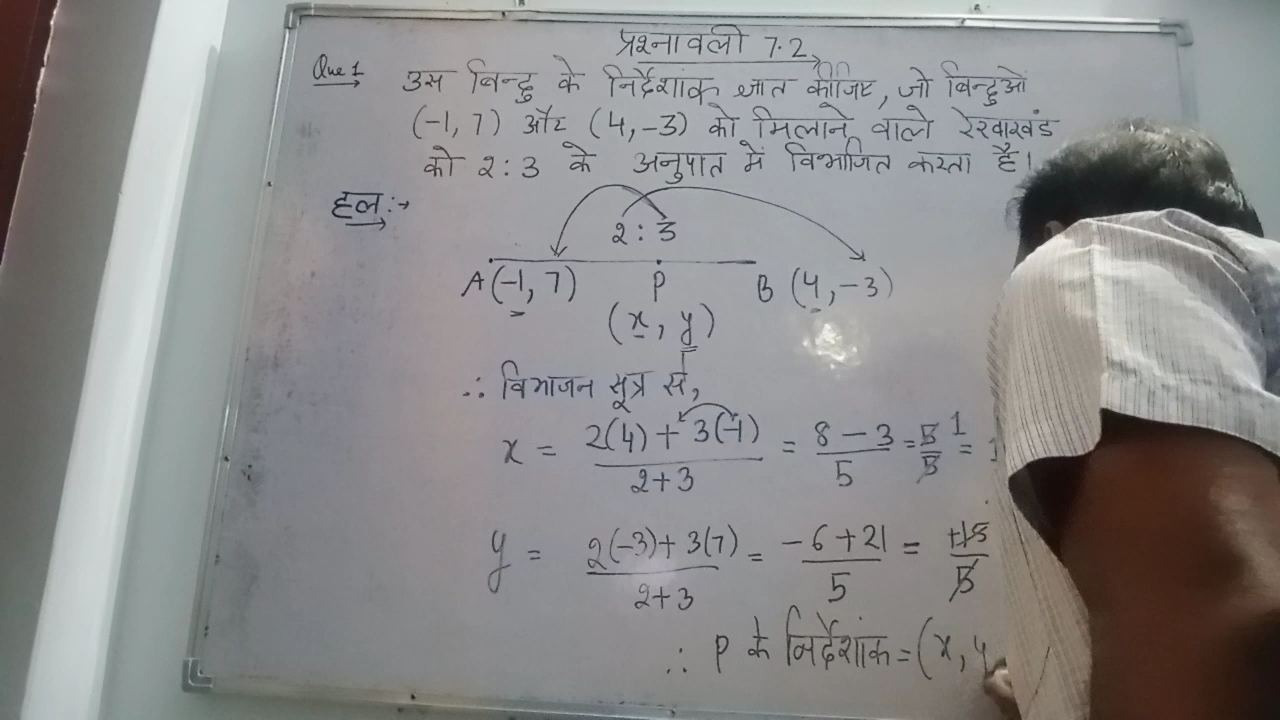 प्रश्नावली 7.2
Que 1 उस बिन्दु के निर्देशांक ज्ञात कीजिए, जो बिन्दुओं
(-1, 7) और (4, -3) को मिलाने वाले रेखाखंड
को 2 : 3 के अनुपात में विभाजित करता है।
हल :→
2 : 3
A (-1, 7) P B (4, -3)
(x, y)
∴ विभाजन सूत्र से,
x = 2(4) + 3(-1) / 2+3 = 8 - 3 / 5 = 5 / 5 1 =
y = 2(-3) + 3(7) / 2+3 = -6 + 21 / 5 = +15 / 5
∴ P के निर्देशांक = (x, y